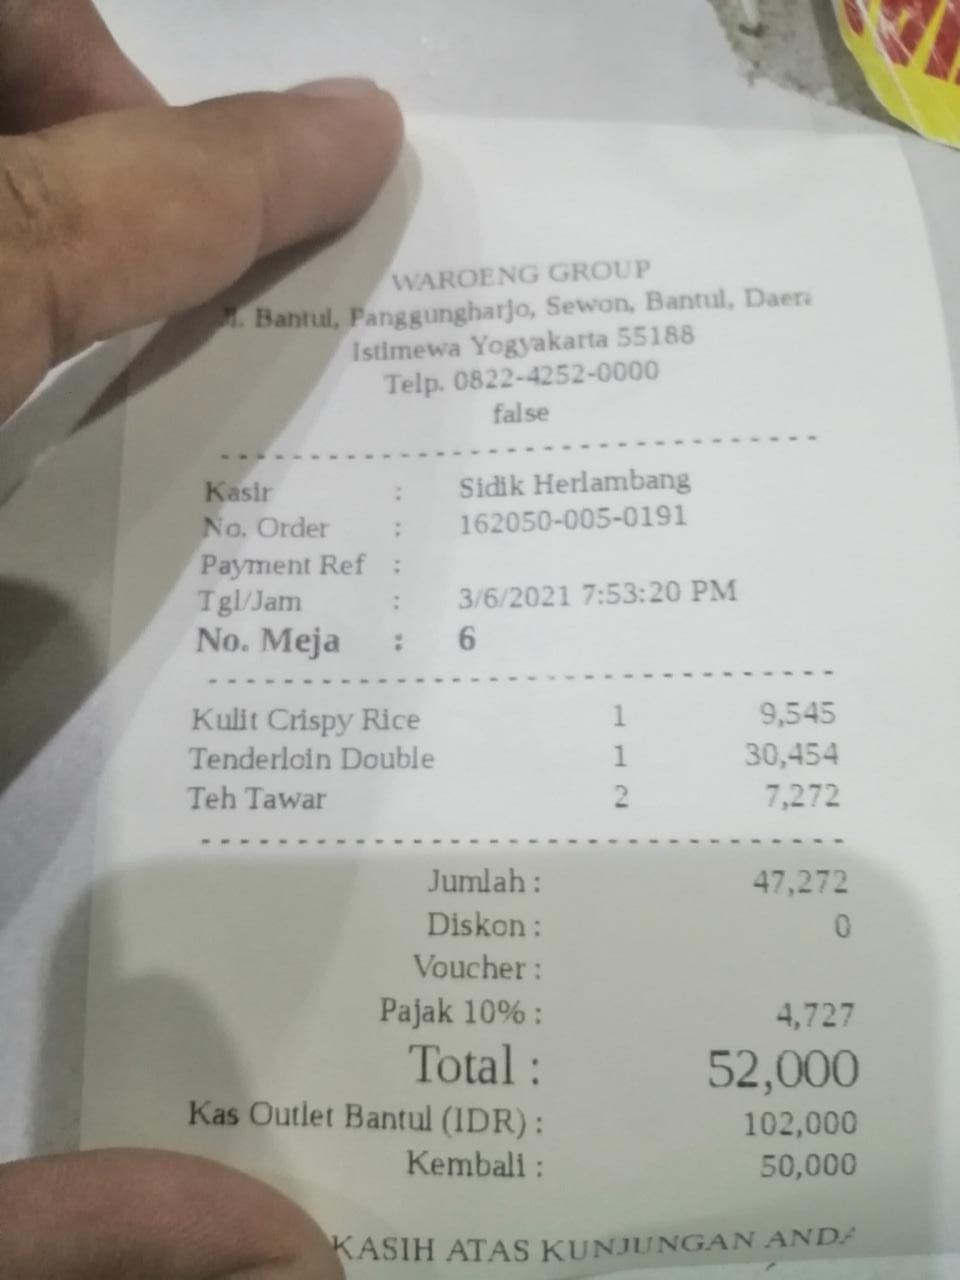 WAROENG GROUP
Jl. Bantul, Panggungharjo, Sewon, Bantul, Daera
Istimewa Yogyakarta 55188
Telp. 0822-4252-0000
false
Kasir : Sidik Herlambang
No. Order : 162050-005-0191
Payment Ref :
Tgl/Jam : 3/6/2021 7:53:20 PM
No. Meja : 6
Kulit Crispy Rice 1 9,545
Tenderloin Double 1 30,454
Teh Tawar 2 7,272
Jumlah : 47,272
Diskon : 0
Voucher :
Pajak 10% : 4,727
Total : 52,000
Kas Outlet Bantul (IDR) : 102,000
Kembali : 50,000
KASIH ATAS KUNJUNGAN ANDA